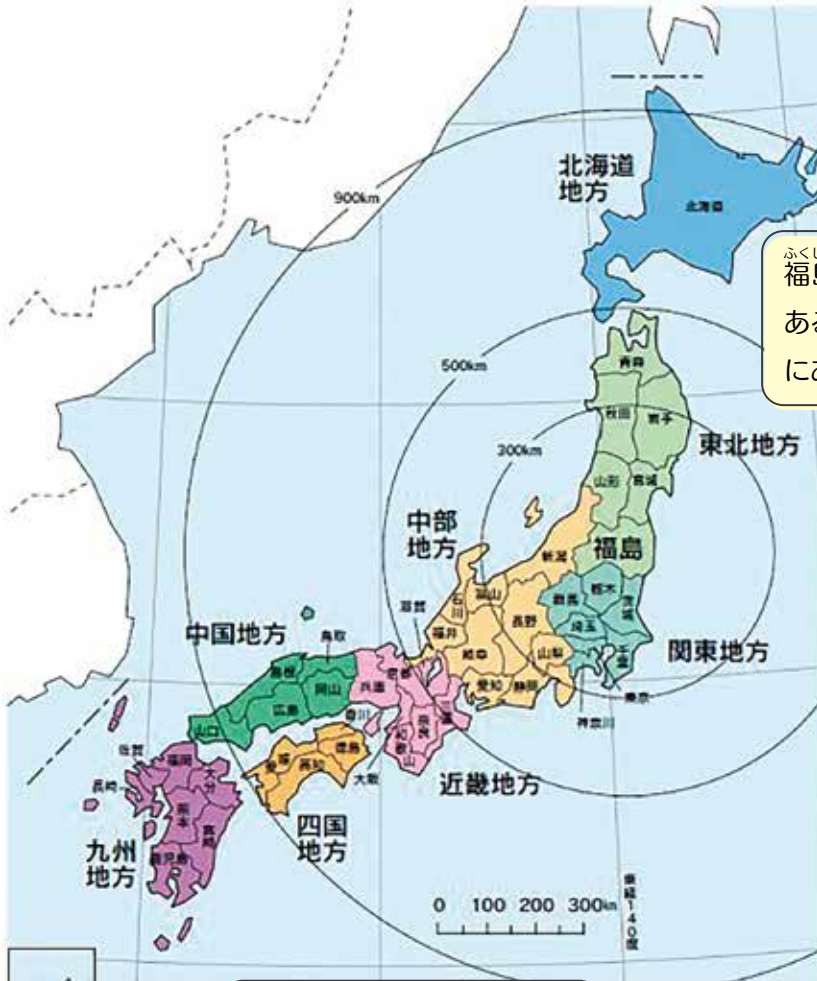 北海道
地方
北海道
900km
ふくし
福島
ある
にあ
500km
青森
秋田
岩手
300km
東北地方
山形
宮城
中部
地方
新潟
福島
富山
石川
群馬
栃木
茨城
滋賀
長野
埼玉
福井
中国地方
鳥取
岐阜
山梨
千葉
関東地方
島根
京都
兵庫
岡山
愛知
静岡
東京
広島
香川
三重
神奈川
山口
奈良
和歌山
佐賀
福岡
大分
徳島
愛媛
高知
大阪
近畿地方
長崎
熊本
宮崎
四国
地方
九州
地方
鹿児島
東経140度
0 100 200 300km